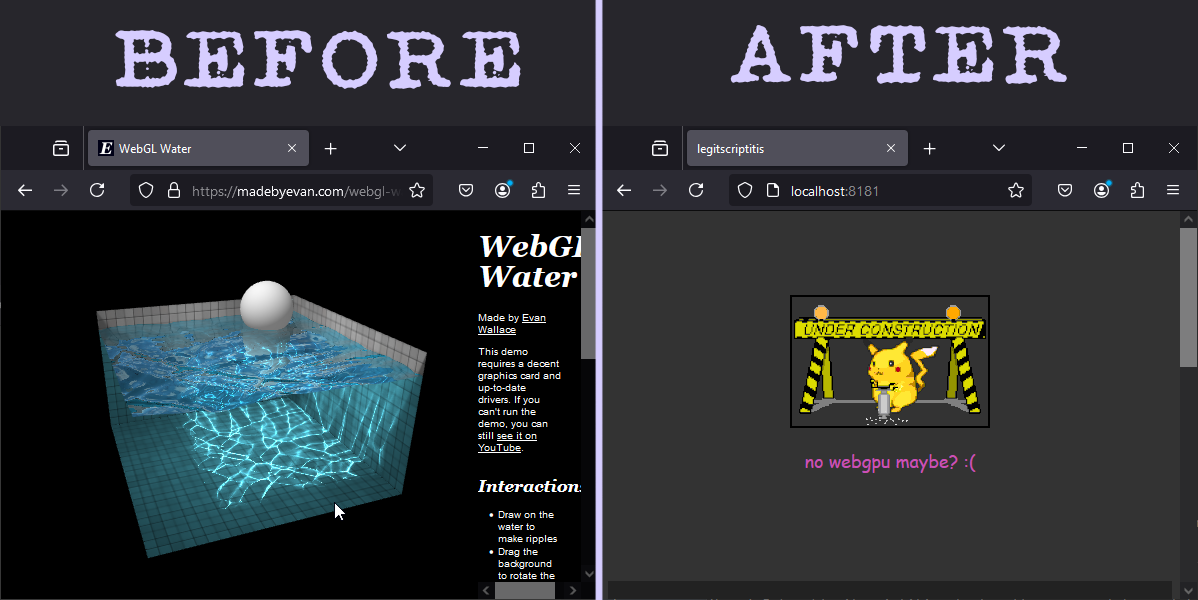 BEFORE
AFTER
WebGL Water
https://madebyevan.com/webgl-w
WebGL
Water
Made by Evan
Wallace
This demo
requires a decent
graphics card and
up-to-date
drivers. If you
can't run the
demo, you can
still see it on
YouTube.
Interactions
Draw on the
water to
make ripples
Drag the
background
to rotate the
legitscriptitis
localhost:8181
UNDER CONSTRUCTION
no webgpu maybe? :(